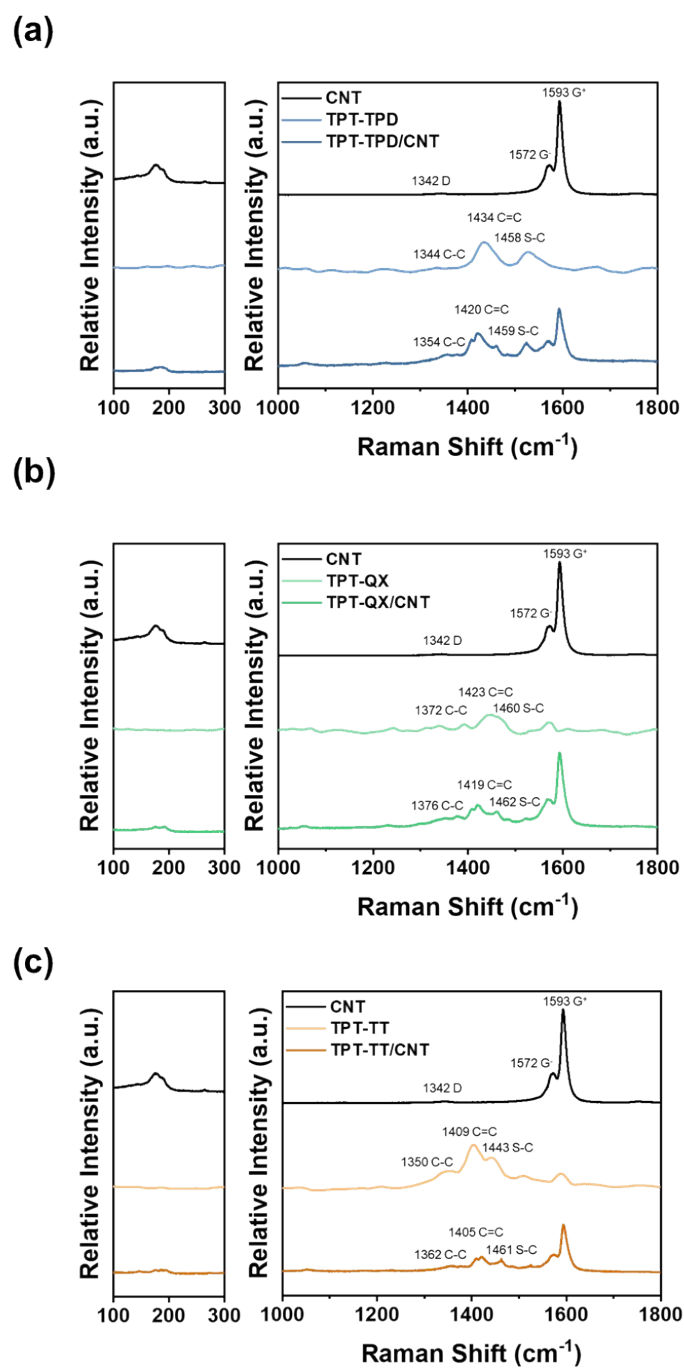 (a)
Relative Intensity (a.u.)
Relative Intensity (a.u.)
CNT
TPT-TPD
TPT-TPD/CNT
1593 G⁺
1572 G⁻
1342 D
1434 C=C
1458 S-C
1344 C-C
1420 C=C
1459 S-C
1354 C-C
100 200 300
1000 1200 1400 1600 1800
Raman Shift (cm⁻¹)
(b)
Relative Intensity (a.u.)
Relative Intensity (a.u.)
CNT
TPT-QX
TPT-QX/CNT
1593 G⁺
1572 G⁻
1342 D
1423 C=C
1372 C-C
1460 S-C
1419 C=C
1376 C-C
1462 S-C
100 200 300
1000 1200 1400 1600 1800
Raman Shift (cm⁻¹)
(c)
Relative Intensity (a.u.)
Relative Intensity (a.u.)
CNT
TPT-TT
TPT-TT/CNT
1593 G⁺
1572 G⁻
1342 D
1409 C=C
1443 S-C
1350 C-C
1405 C=C
1362 C-C
1461 S-C
100 200 300
1000 1200 1400 1600 1800
Raman Shift (cm⁻¹)